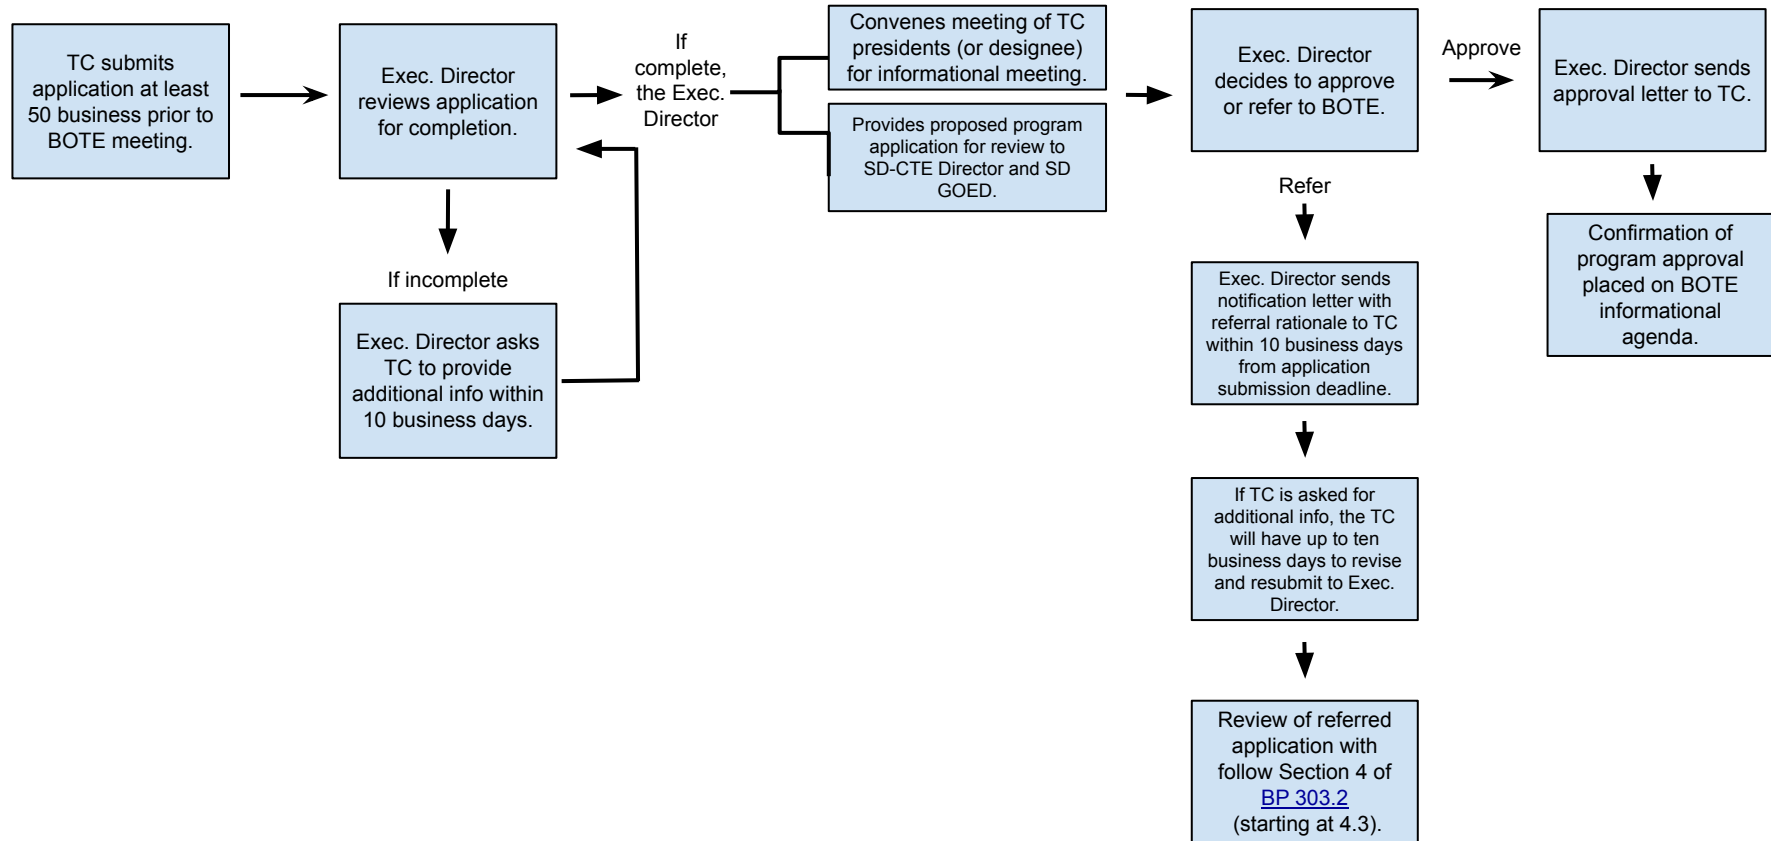 TC submits
application at least
50 business prior to
BOTE meeting.
Exec. Director
reviews application
for completion.
If incomplete
Exec. Director asks
TC to provide
additional info within
10 business days.
If
complete,
the Exec.
Director
Convenes meeting of TC
presidents (or designee)
for informational meeting.
Provides proposed program
application for review to
SD-CTE Director and SD
GOED.
Exec. Director
decides to approve
or refer to BOTE.
Approve
Exec. Director sends
approval letter to TC.
Confirmation of
program approval
placed on BOTE
informational
agenda.
Refer
Exec. Director sends
notification letter with
referral rationale to TC
within 10 business days
from application
submission deadline.
If TC is asked for
additional info, the TC
will have up to ten
business days to revise
and resubmit to Exec.
Director.
Review of referred
application with
follow Section 4 of
BP 303.2
(starting at 4.3).